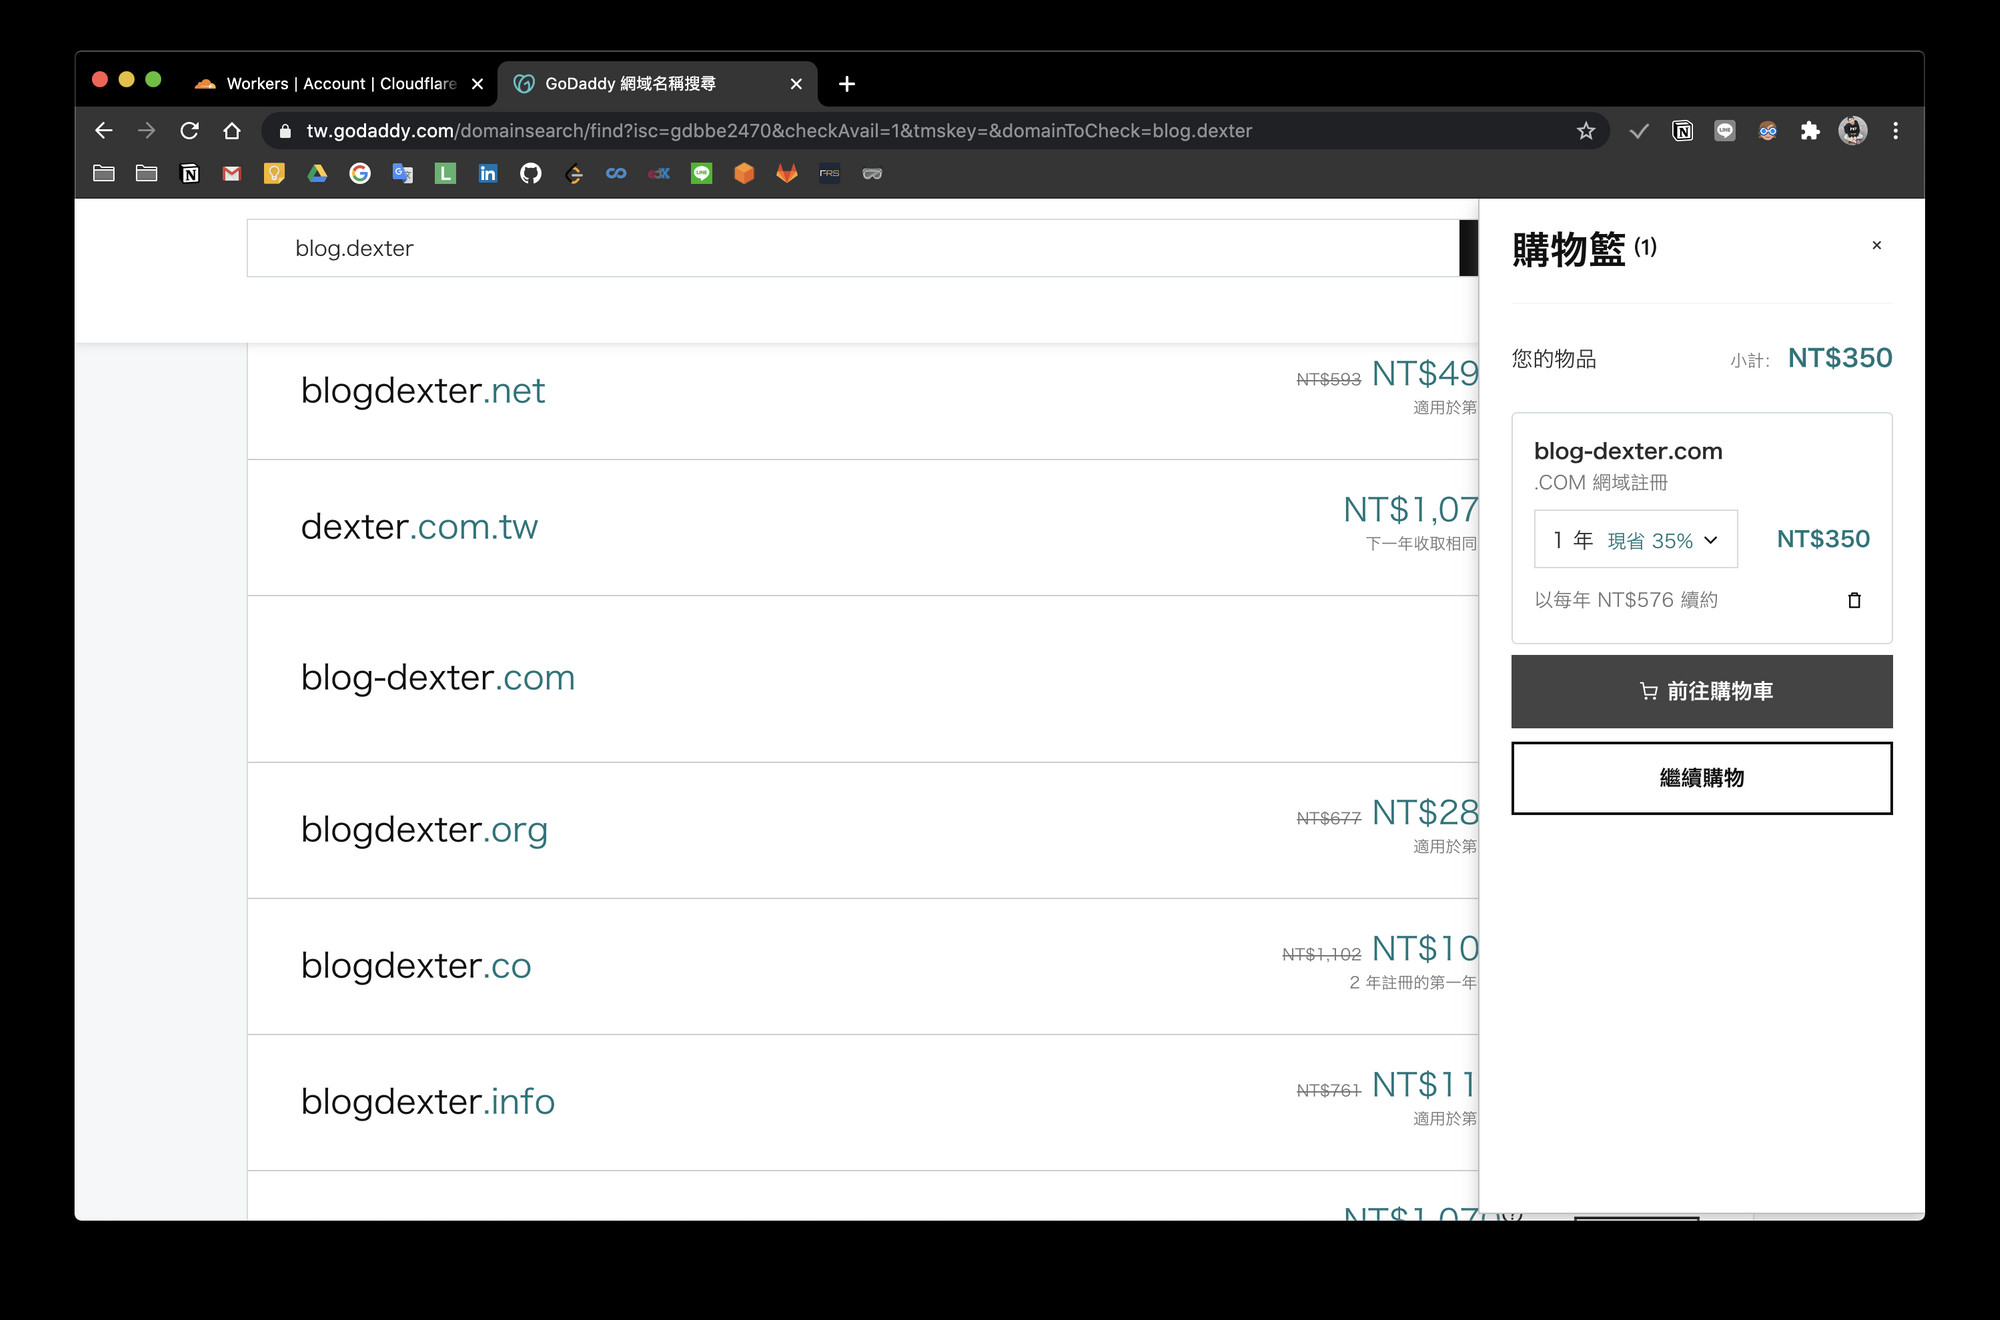 Workers | Account | Cloudflare
GoDaddy 網域名稱搜尋
tw.godaddy.com/domainsearch/find?isc=gdbbe2470&checkAvail=1&tmskey=&domainToCheck=blog.dexter
blog.dexter
blogdexter.net
NT$593 NT$49
適用於第
dexter.com.tw
NT$1,07
下一年收取相同
blog-dexter.com
blogdexter.org
NT$677 NT$28
適用於第
blogdexter.co
NT$1,102 NT$10
2 年註冊的第一年
blogdexter.info
NT$761 NT$11
適用於第
NT$1,070
購物籃 (1)
您的物品
小計: NT$350
blog-dexter.com
.COM 網域註冊
1 年 現省 35%
NT$350
以每年 NT$576 續約
前往購物車
繼續購物